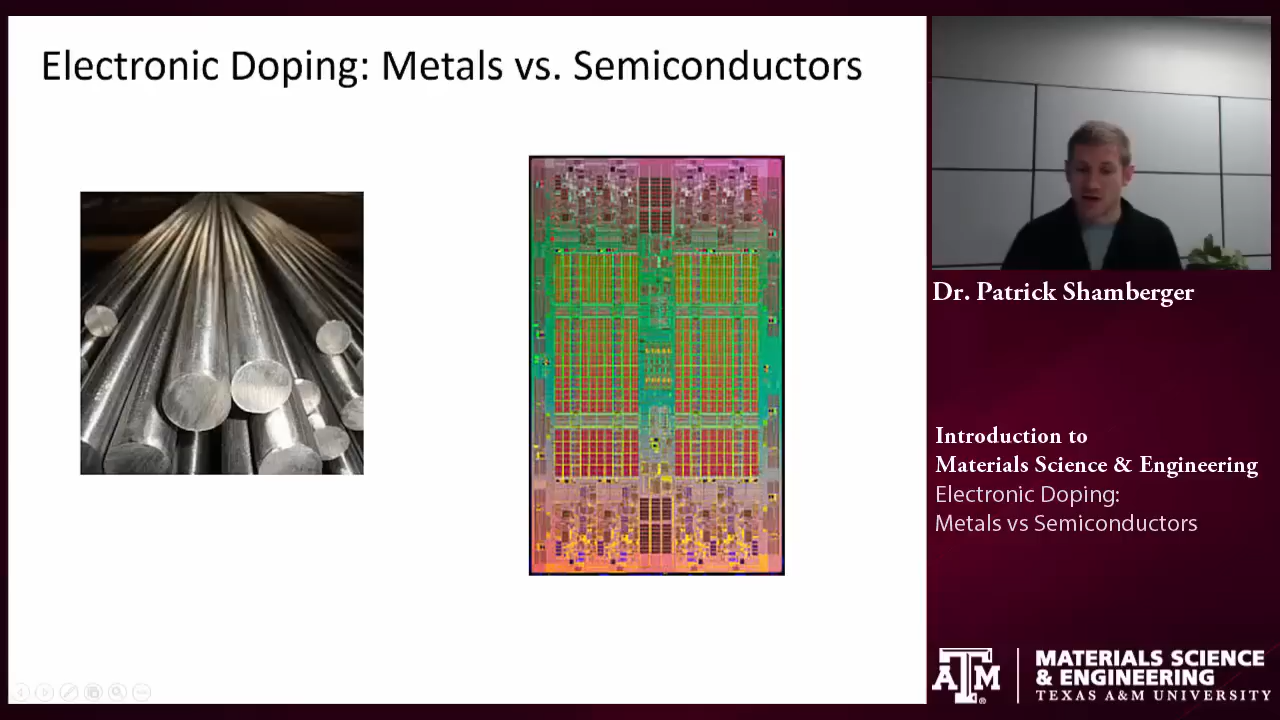 Electronic Doping: Metals vs. Semiconductors
Dr. Patrick Shamberger
Introduction to
Materials Science & Engineering
Electronic Doping:
Metals vs Semiconductors
ATM
MATERIALS SCIENCE
& ENGINEERING
TEXAS A&M UNIVERSITY